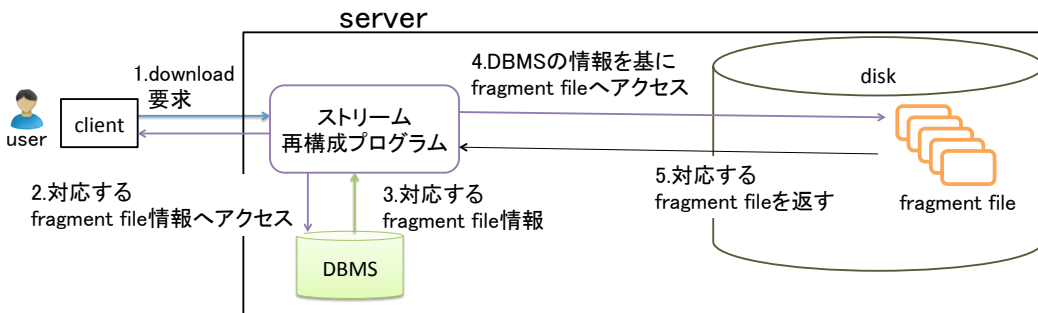 server
1.download
要求
user
client
ストリーム
再構成プログラム
4.DBMSの情報を基に
fragment fileへアクセス
disk
2.対応する
fragment file情報へアクセス
3.対応する
fragment file情報
5.対応する
fragment fileを返す
fragment file
DBMS